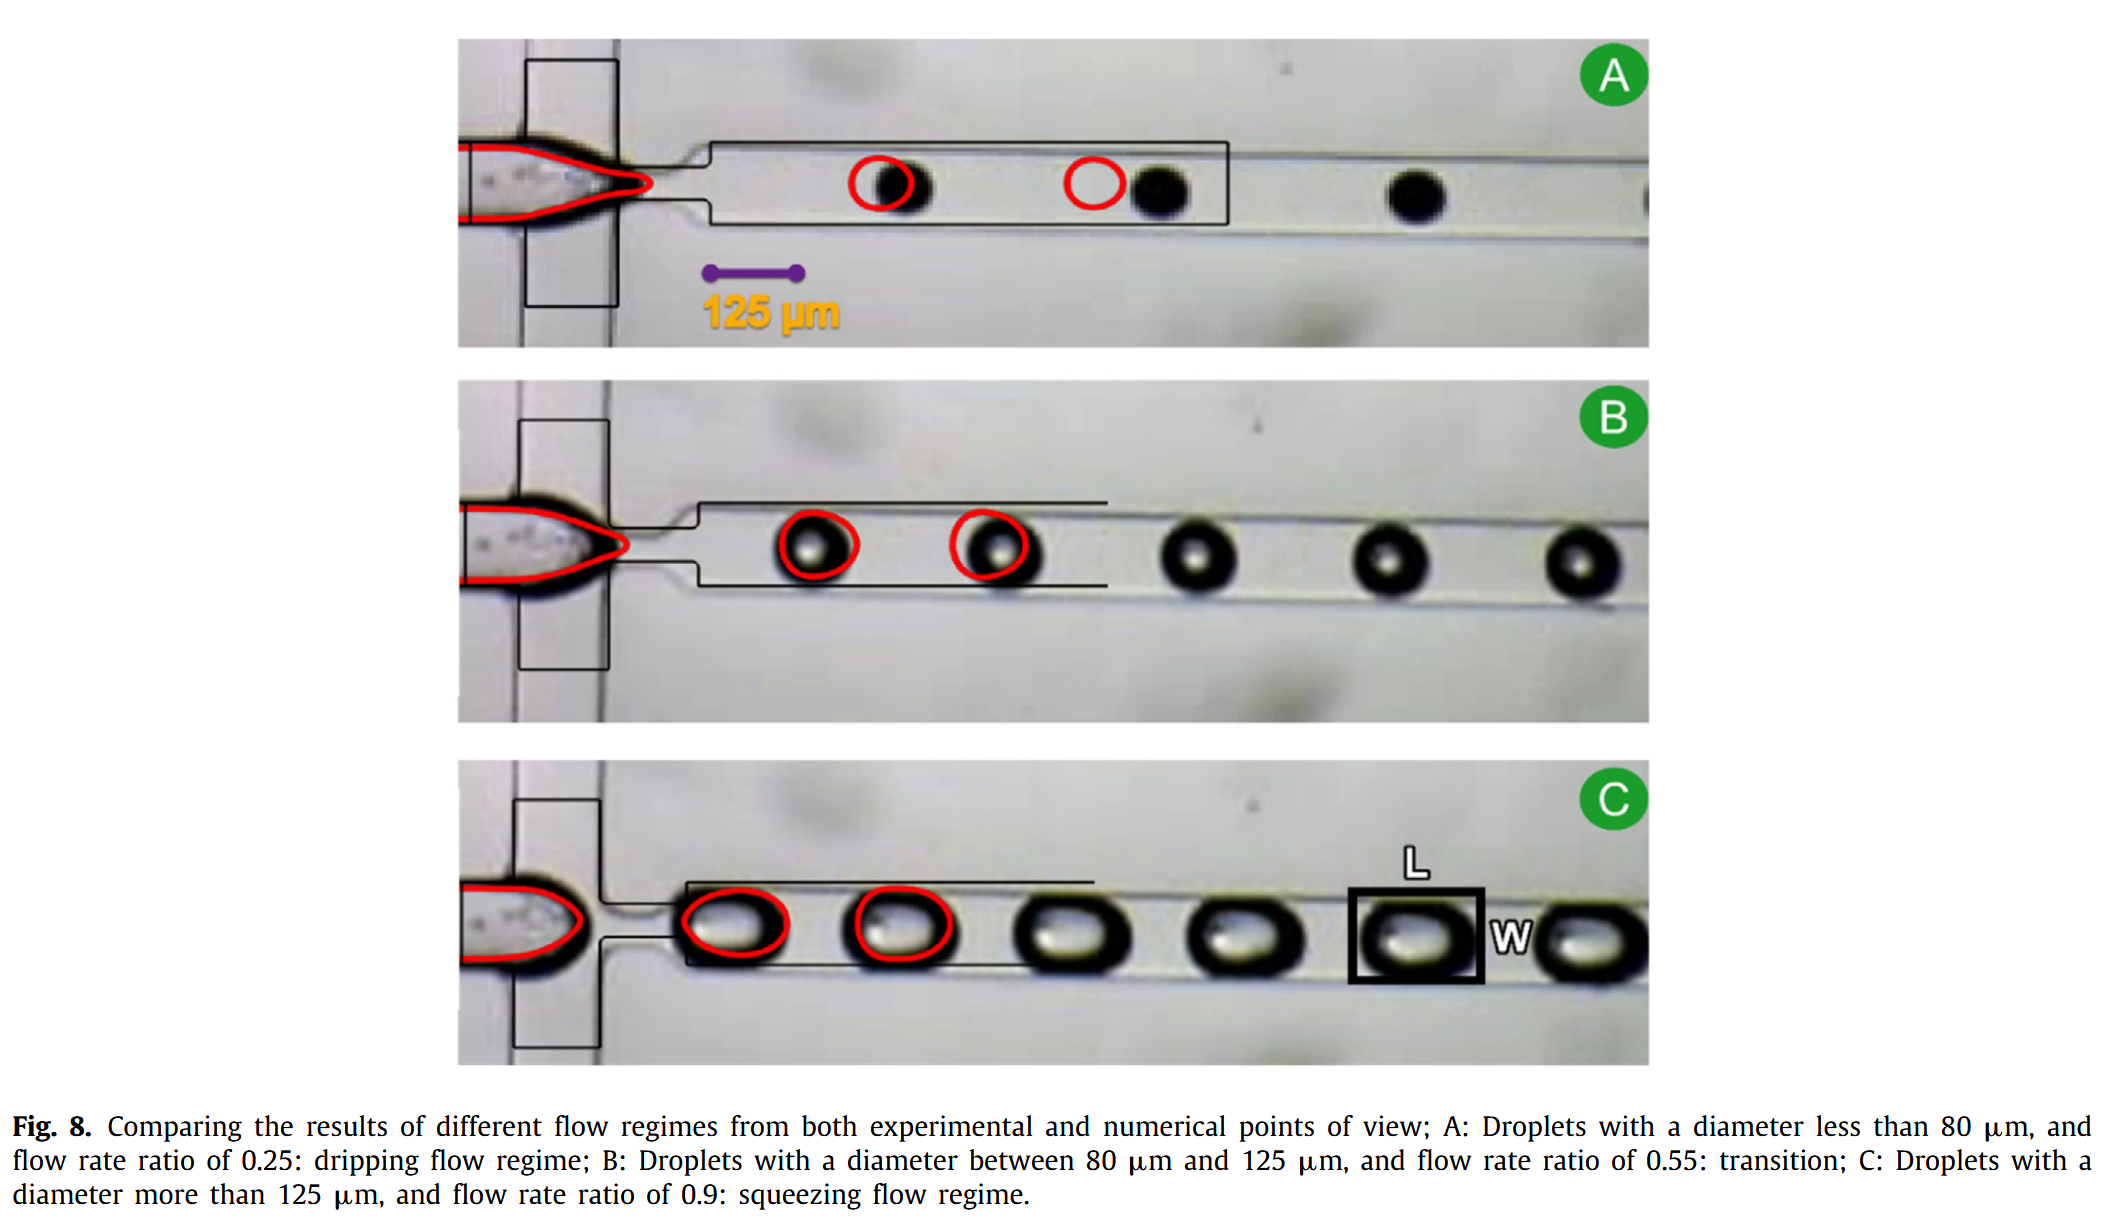 A
125 µm
B
C
L
W
Fig. 8. Comparing the results of different flow regimes from both experimental and numerical points of view; A: Droplets with a diameter less than 80 μm, and
flow rate ratio of 0.25: dripping flow regime; B: Droplets with a diameter between 80 μm and 125 μm, and flow rate ratio of 0.55: transition; C: Droplets with a
diameter more than 125 μm, and flow rate ratio of 0.9: squeezing flow regime.